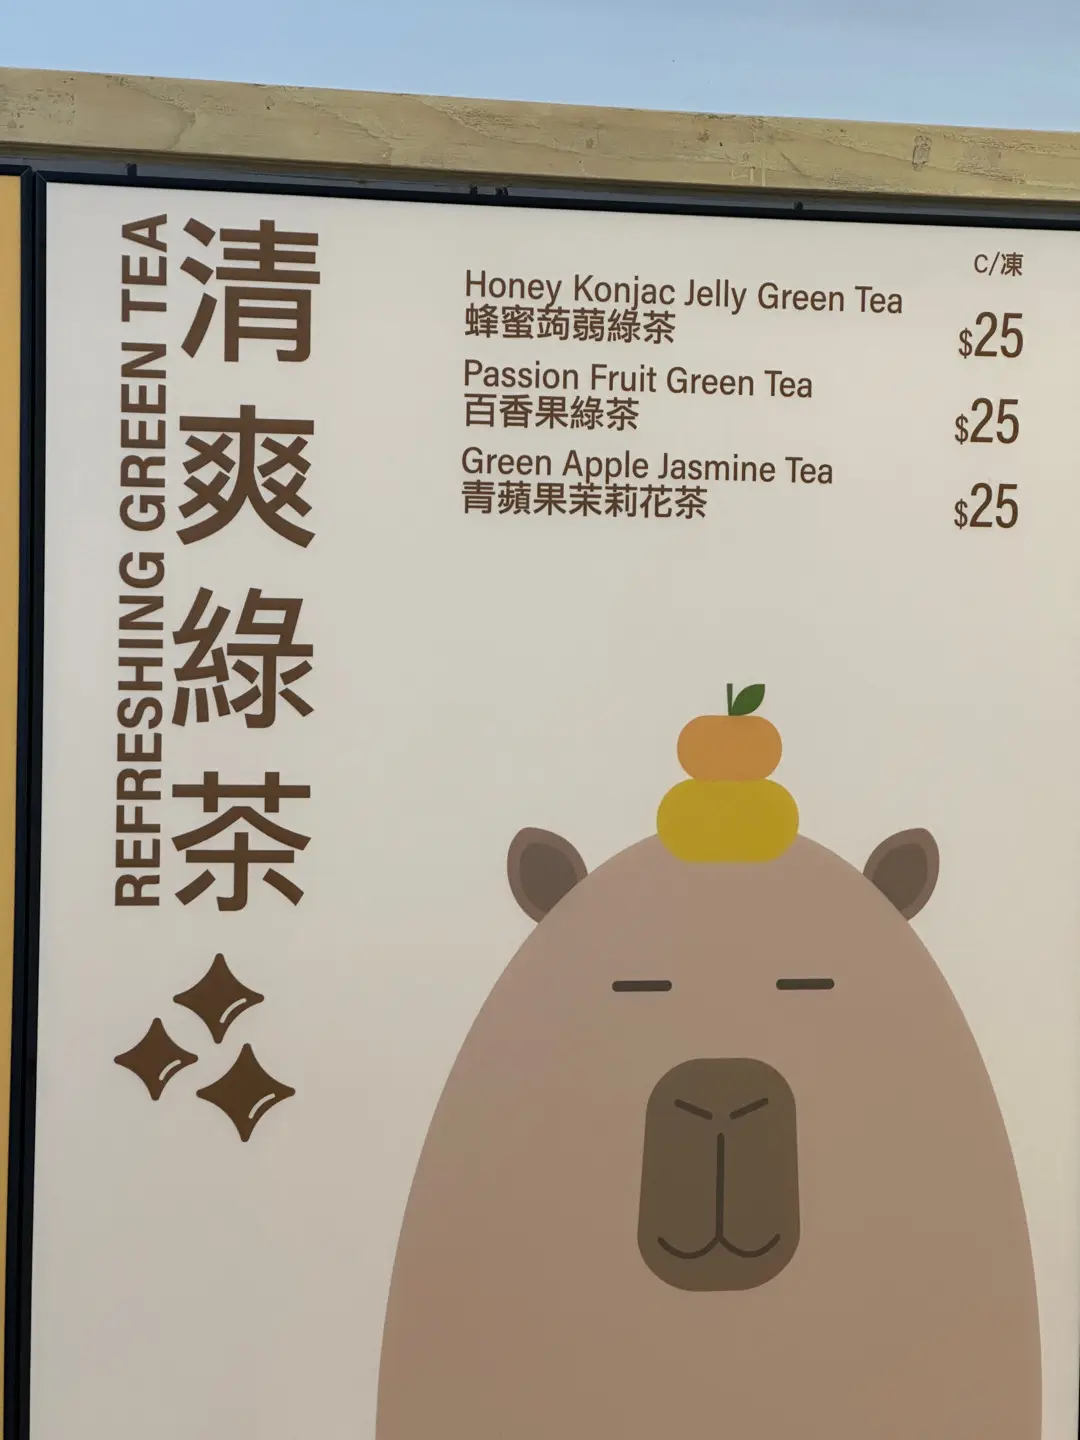 清爽綠茶
REFRESHING GREEN TEA
C/凍
Honey Konjac Jelly Green Tea
蜂蜜蒟蒻綠茶
$25
Passion Fruit Green Tea
百香果綠茶
$25
Green Apple Jasmine Tea
青蘋果茉莉花茶
$25